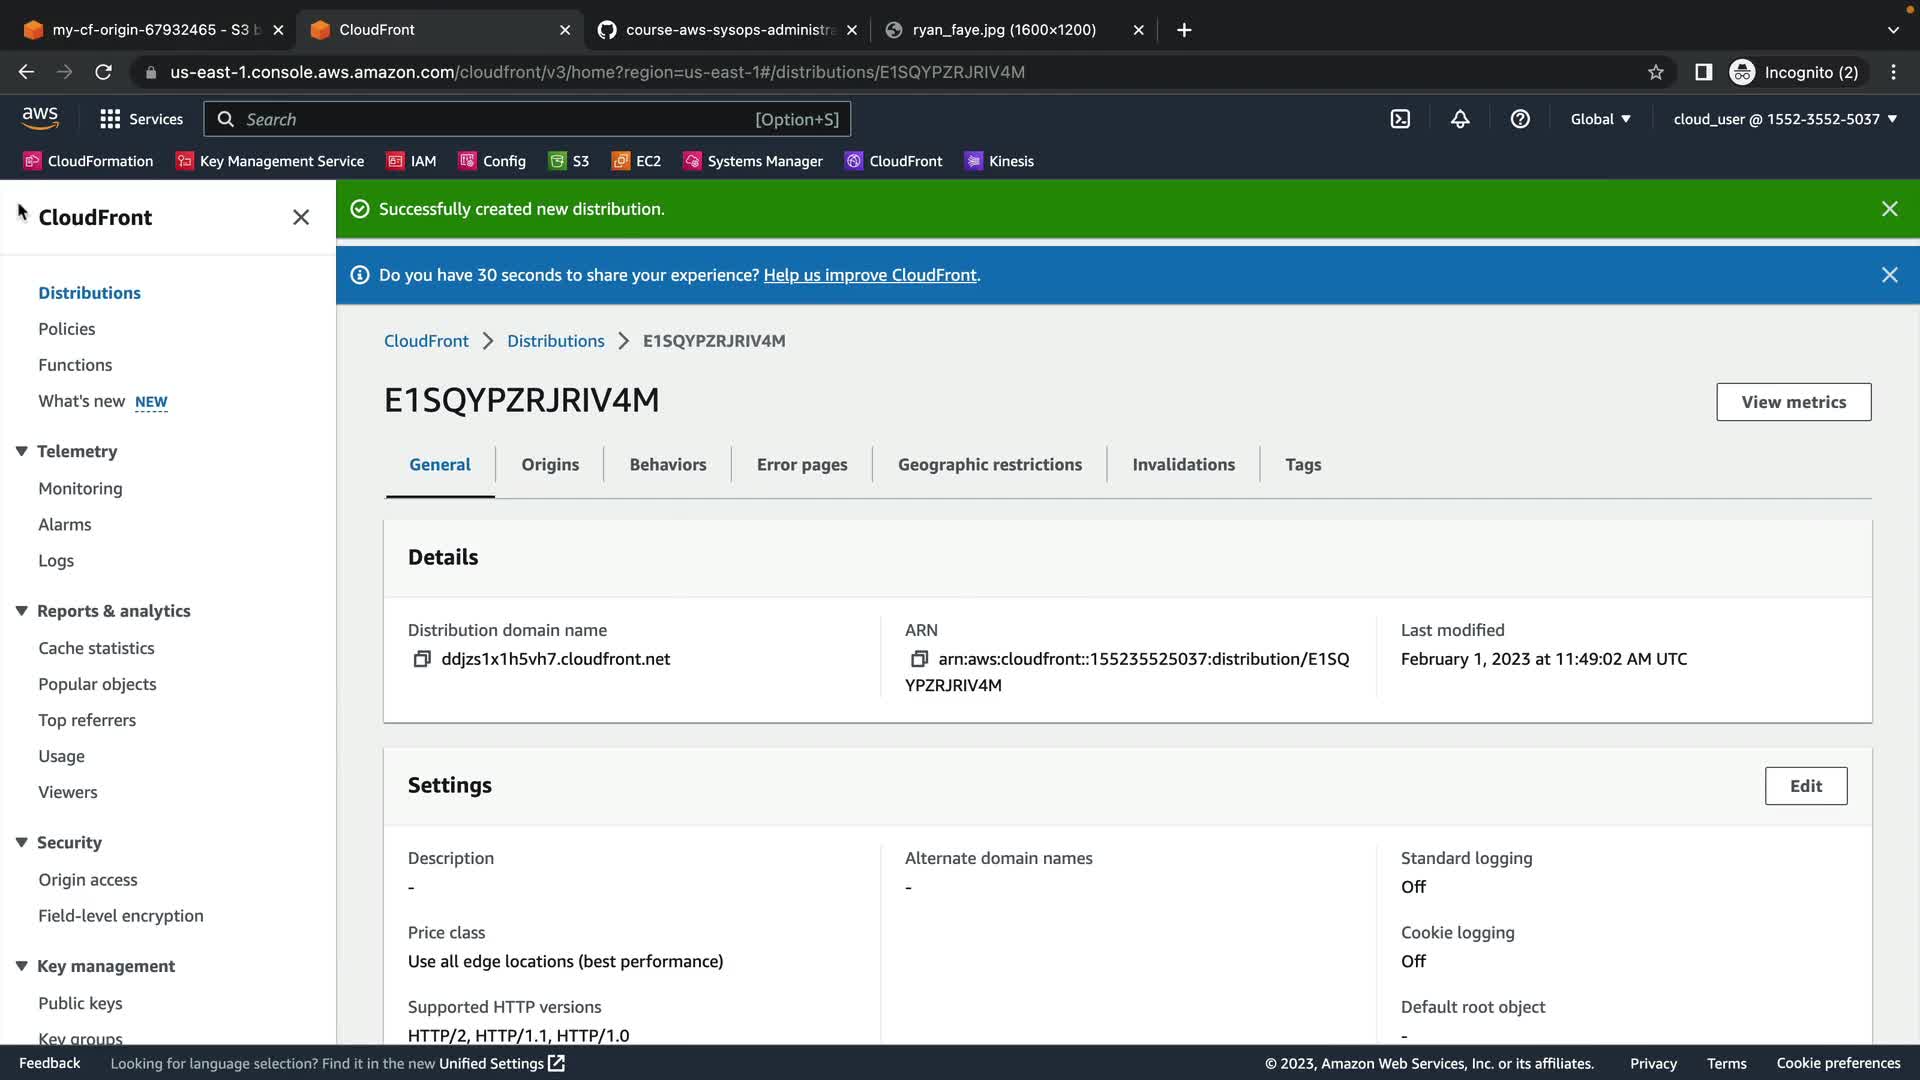 my-cf-origin-67932465 - S3 b
CloudFront
course-aws-sysops-administra
ryan_faye.jpg (1600×1200)
us-east-1.console.aws.amazon.com/cloudfront/v3/home?region=us-east-1#/distributions/E1SQYPZRJRIV4M
Incognito (2)
aws
Services
Search
[Option+S]
Global
cloud_user @ 1552-3552-5037
CloudFormation
Key Management Service
IAM
Config
S3
EC2
Systems Manager
CloudFront
Kinesis
CloudFront
Distributions
Policies
Functions
What's new NEW
Telemetry
Monitoring
Alarms
Logs
Reports & analytics
Cache statistics
Popular objects
Top referrers
Usage
Viewers
Security
Origin access
Field-level encryption
Key management
Public keys
Key groups
Successfully created new distribution.
Do you have 30 seconds to share your experience? Help us improve CloudFront.
CloudFront
Distributions
E1SQYPZRJRIV4M
E1SQYPZRJRIV4M
View metrics
General
Origins
Behaviors
Error pages
Geographic restrictions
Invalidations
Tags
Details
Distribution domain name
ddjzs1x1h5vh7.cloudfront.net
ARN
arn:aws:cloudfront::155235525037:distribution/E1SQ
YPZRJRIV4M
Last modified
February 1, 2023 at 11:49:02 AM UTC
Settings
Edit
Description
-
Price class
Use all edge locations (best performance)
Supported HTTP versions
HTTP/2, HTTP/1.1, HTTP/1.0
Alternate domain names
-
Standard logging
Off
Cookie logging
Off
Default root object
-
Feedback
Looking for language selection? Find it in the new Unified Settings
© 2023, Amazon Web Services, Inc. or its affiliates.
Privacy
Terms
Cookie preferences